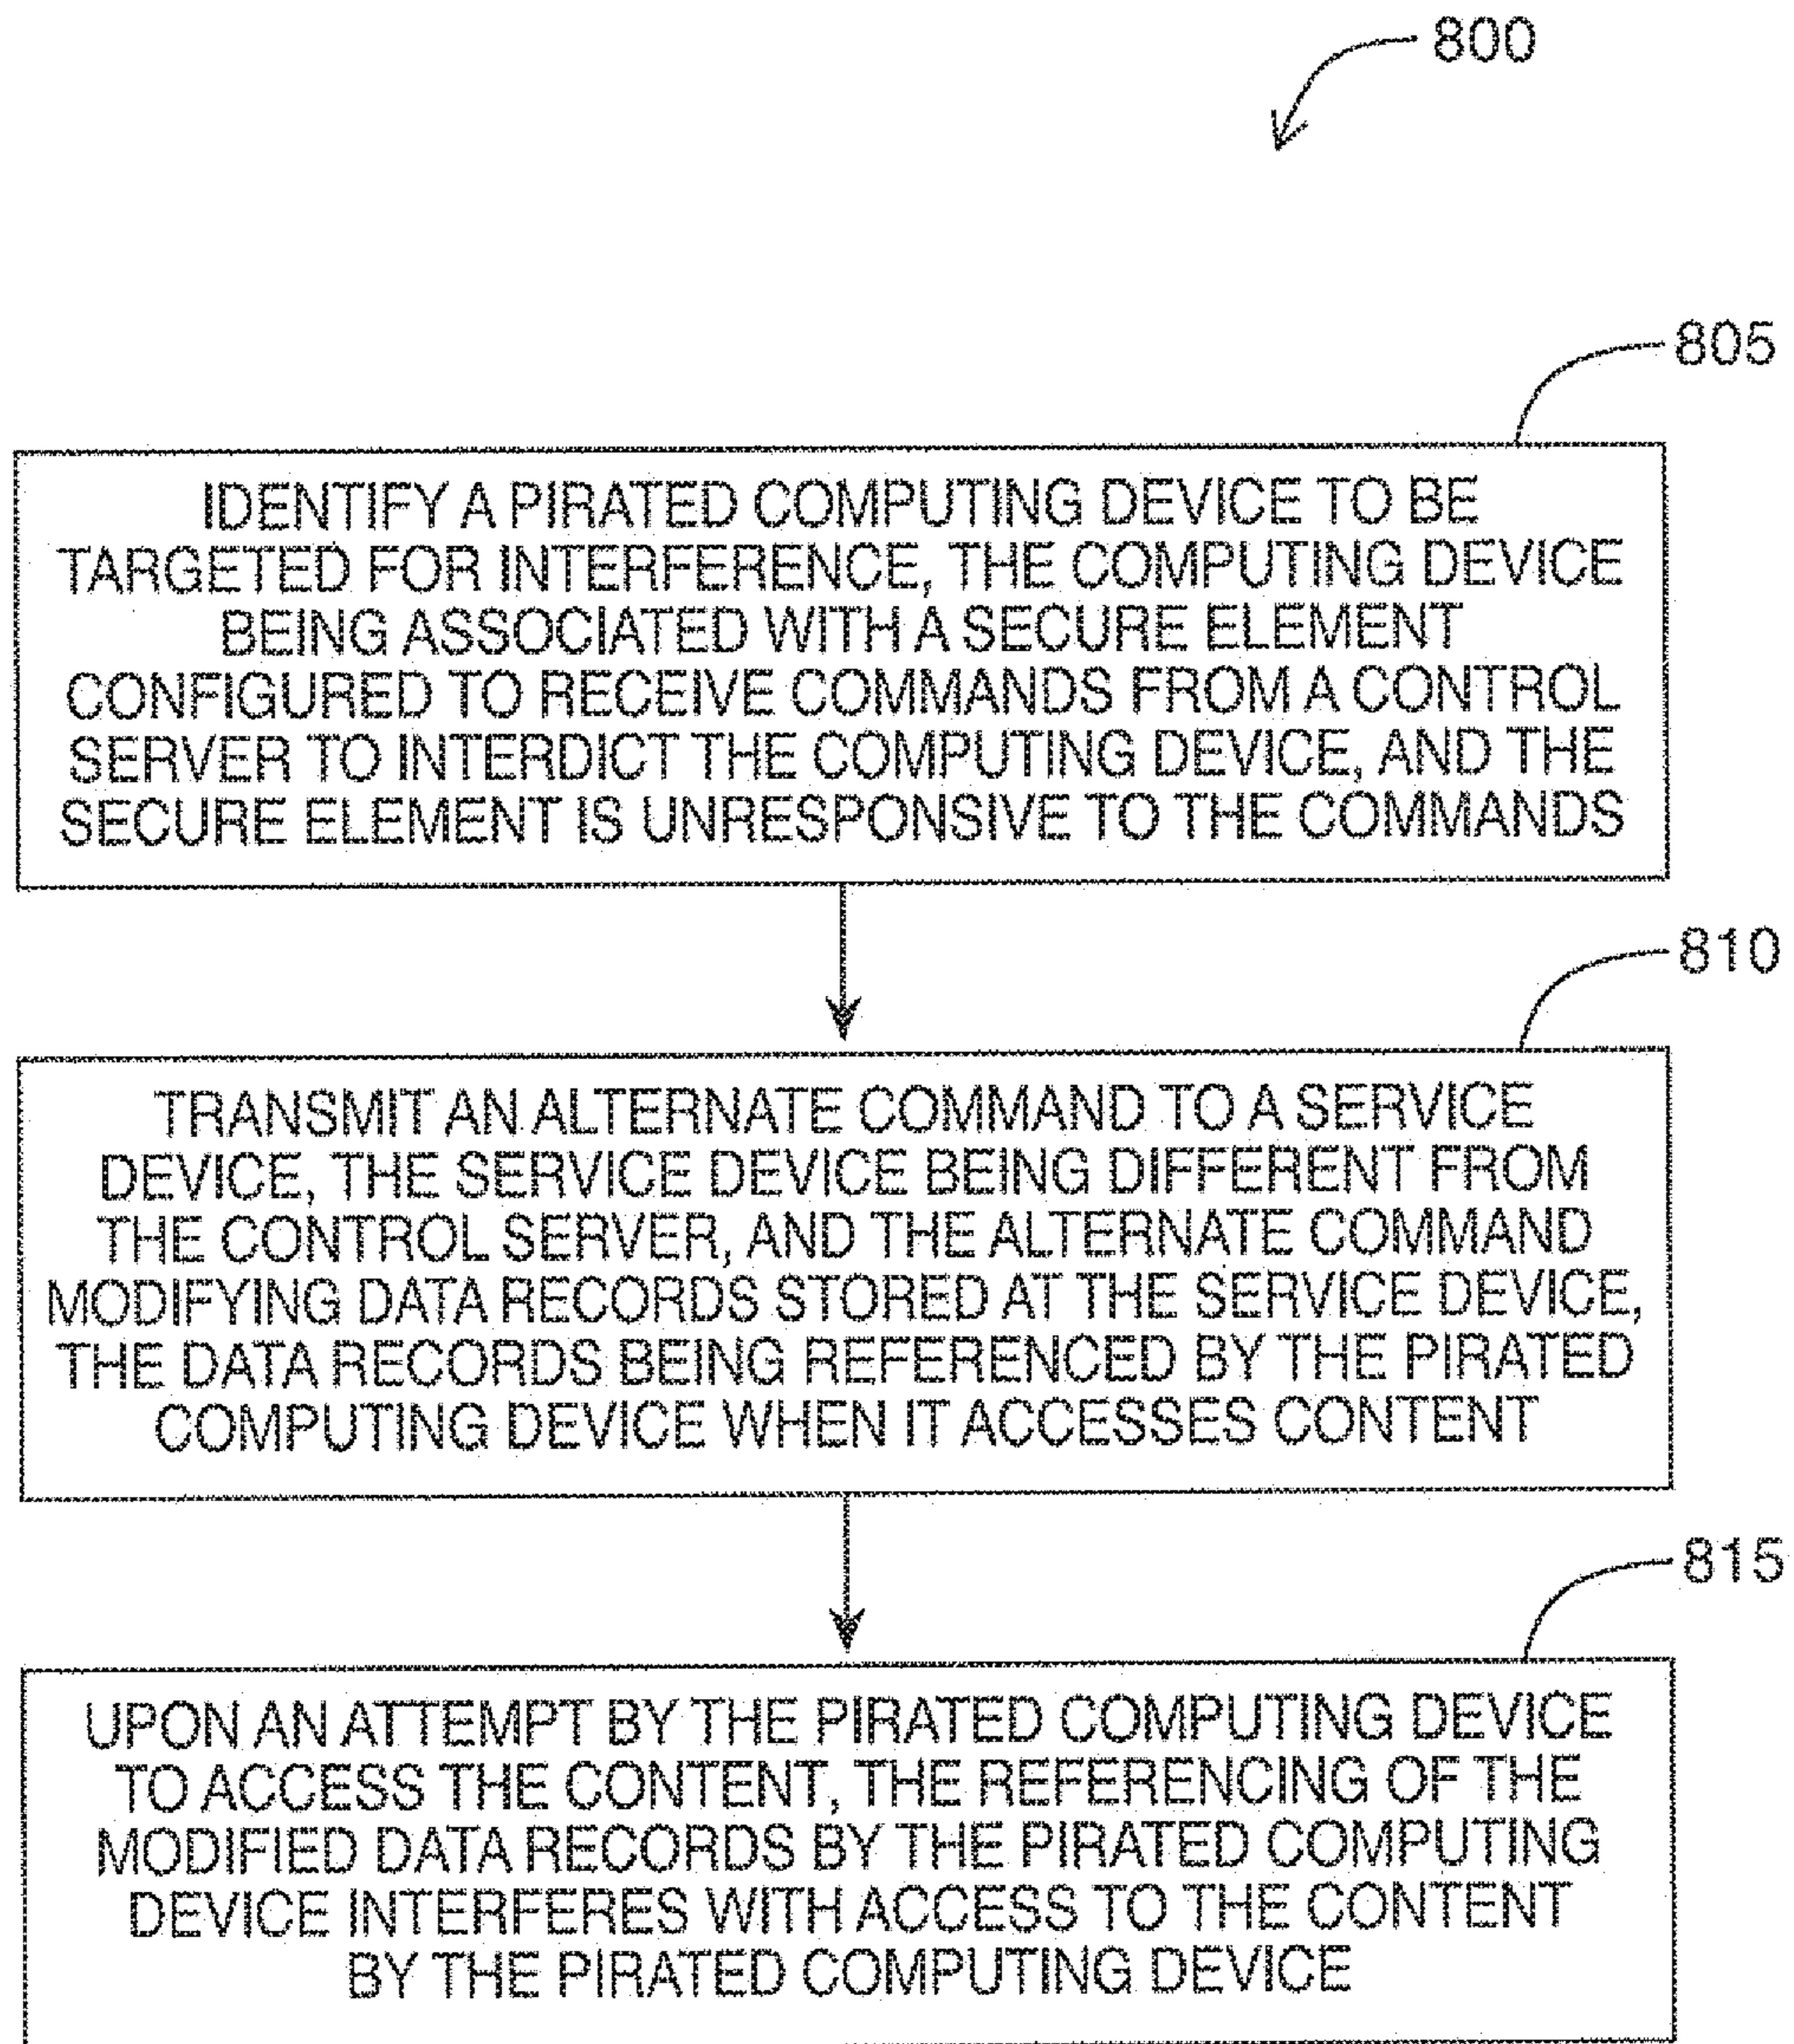 800
805
IDENTIFY A PIRATED COMPUTING DEVICE TO BE
TARGETED FOR INTERFERENCE, THE COMPUTING DEVICE
BEING ASSOCIATED WITH A SECURE ELEMENT
CONFIGURED TO RECEIVE COMMANDS FROM A CONTROL
SERVER TO INTERDICT THE COMPUTING DEVICE, AND THE
SECURE ELEMENT IS UNRESPONSIVE TO THE COMMANDS
810
TRANSMIT AN ALTERNATE COMMAND TO A SERVICE
DEVICE, THE SERVICE DEVICE BEING DIFFERENT FROM
THE CONTROL SERVER, AND THE ALTERNATE COMMAND
MODIFYING DATA RECORDS STORED AT THE SERVICE DEVICE,
THE DATA RECORDS BEING REFERENCED BY THE PIRATED
COMPUTING DEVICE WHEN IT ACCESSES CONTENT
815
UPON AN ATTEMPT BY THE PIRATED COMPUTING DEVICE
TO ACCESS THE CONTENT, THE REFERENCING OF THE
MODIFIED DATA RECORDS BY THE PIRATED COMPUTING
DEVICE INTERFERES WITH ACCESS TO THE CONTENT
BY THE PIRATED COMPUTING DEVICE